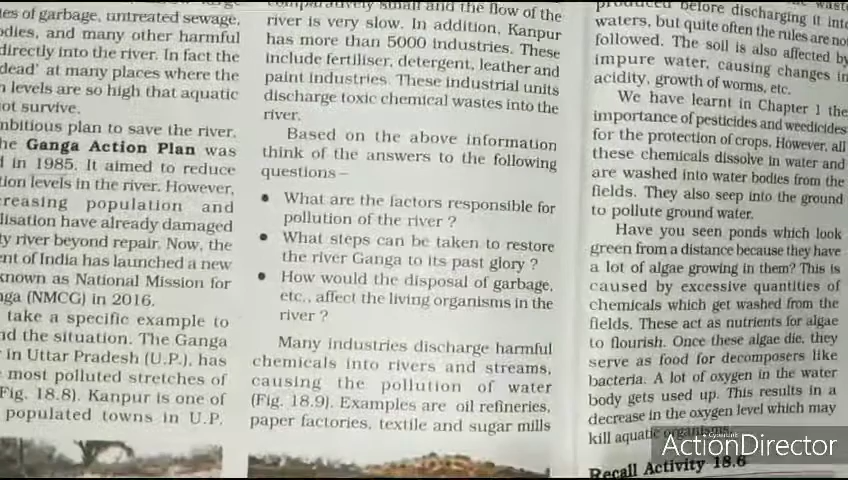 es of garbage, untreated sewage,
odies, and many other harmful
directly into the river. In fact the
dead' at many places where the
n levels are so high that aquatic
ot survive.
mbitious plan to save the river.
he Ganga Action Plan was
d in 1985. It aimed to reduce
tion levels in the river. However,
creasing population and
lisation have already damaged
ty river beyond repair. Now, the
ent of India has launched a new
known as National Mission for
nga (NMCG) in 2016.
take a specific example to
nd the situation. The Ganga
in Uttar Pradesh (U.P.), has
most polluted stretches of
Fig. 18.8). Kanpur is one of
populated towns in U.P.
comparatively small and the flow of the
river is very slow. In addition, Kanpur
has more than 5000 industries. These
include fertiliser, detergent, leather and
paint industries. These industrial units
discharge toxic chemical wastes into the
river.
Based on the above information
think of the answers to the following
questions –
• What are the factors responsible for
pollution of the river ?
• What steps can be taken to restore
the river Ganga to its past glory ?
• How would the disposal of garbage,
etc., affect the living organisms in the
river ?
Many industries discharge harmful
chemicals into rivers and streams,
causing the pollution of water
(Fig. 18.9). Examples are oil refineries,
paper factories, textile and sugar mills
produced before discharging it into
waters, but quite often the rules are not
followed. The soil is also affected by
impure water, causing changes in
acidity, growth of worms, etc.
We have learnt in Chapter 1 the
importance of pesticides and weedicides
for the protection of crops. However, all
these chemicals dissolve in water and
are washed into water bodies from the
fields. They also seep into the ground
to pollute ground water.
Have you seen ponds which look
green from a distance because they have
a lot of algae growing in them? This is
caused by excessive quantities of
chemicals which get washed from the
fields. These act as nutrients for algae
to flourish. Once these algae die, they
serve as food for decomposers like
bacteria. A lot of oxygen in the water
body gets used up. This results in a
decrease in the oxygen level which may
kill aquatic organisms.
ActionDirector
Recall Activity 18.6